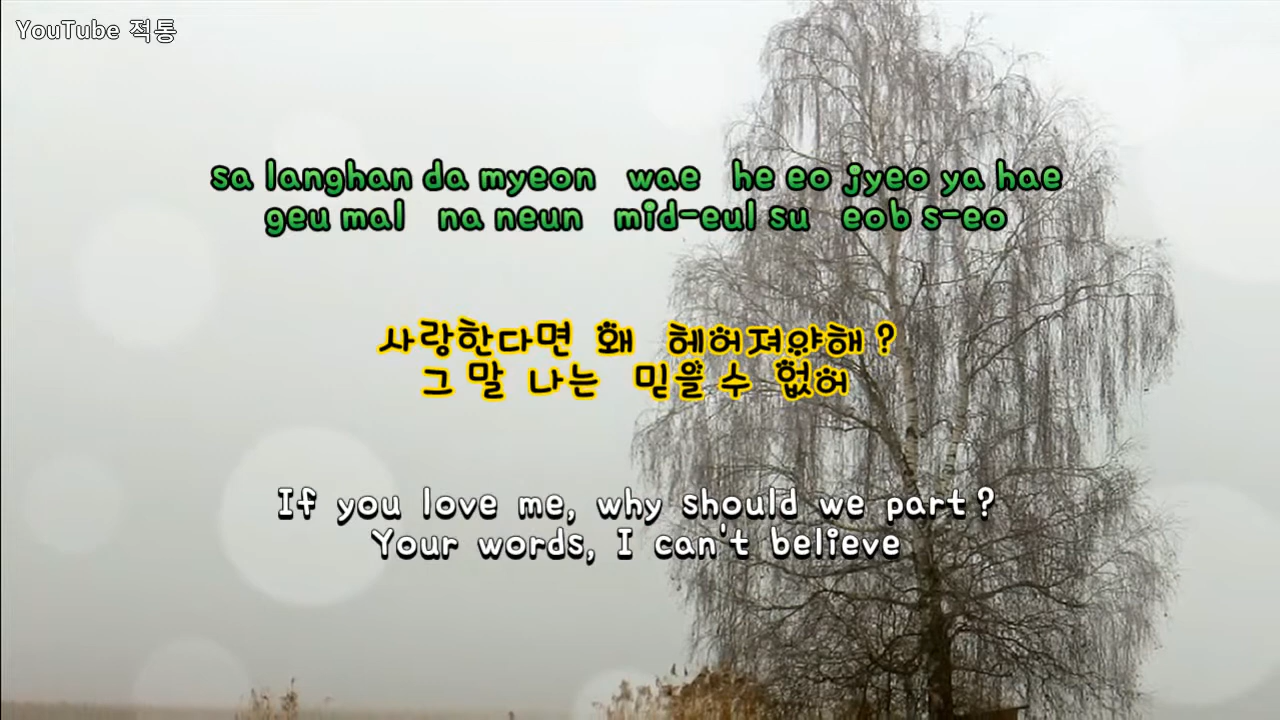 YouTube 적통
sa langhan da myeon wae he eo jyeo ya hae
geu mal na neun mid-eul su eob s-eo
사랑한다면 왜 헤어져야해?
그 말 나는 믿을 수 없어
If you love me, why should we part?
Your words, I can't believe